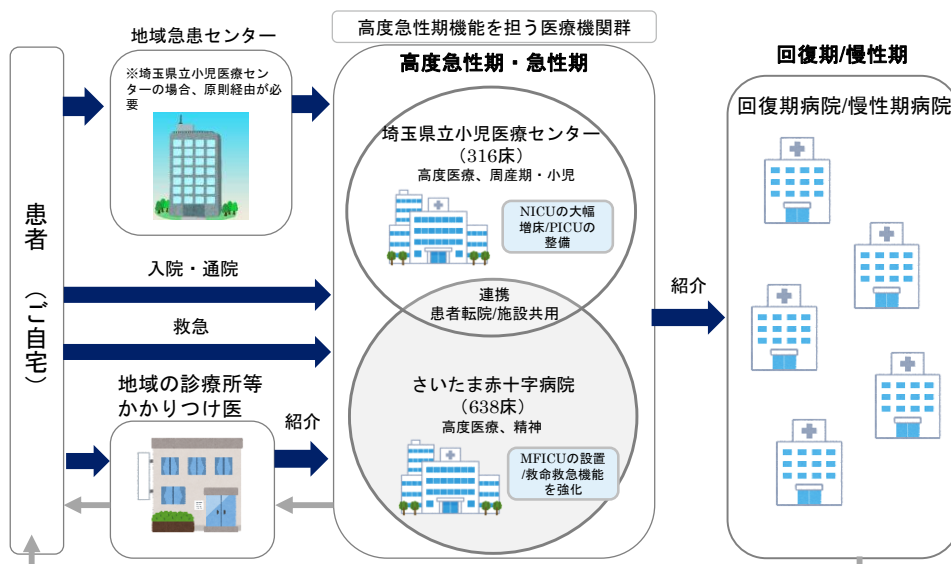 高度急性期機能を担う医療機関群
地域急患センター
※埼玉県立小児医療セン
ターの場合、原則経由が必
要
高度急性期・急性期
回復期/慢性期
回復期病院/慢性期病院
埼玉県立小児医療センター
（316床）
高度医療、周産期・小児
NICUの大幅
増床/PICUの
整備
患者（ご自宅）
入院・通院
連携
患者転院/施設共用
紹介
救急
地域の診療所等
かかりつけ医
紹介
さいたま赤十字病院
（638床）
高度医療、精神
MFICUの設置
/救命救急機能
を強化